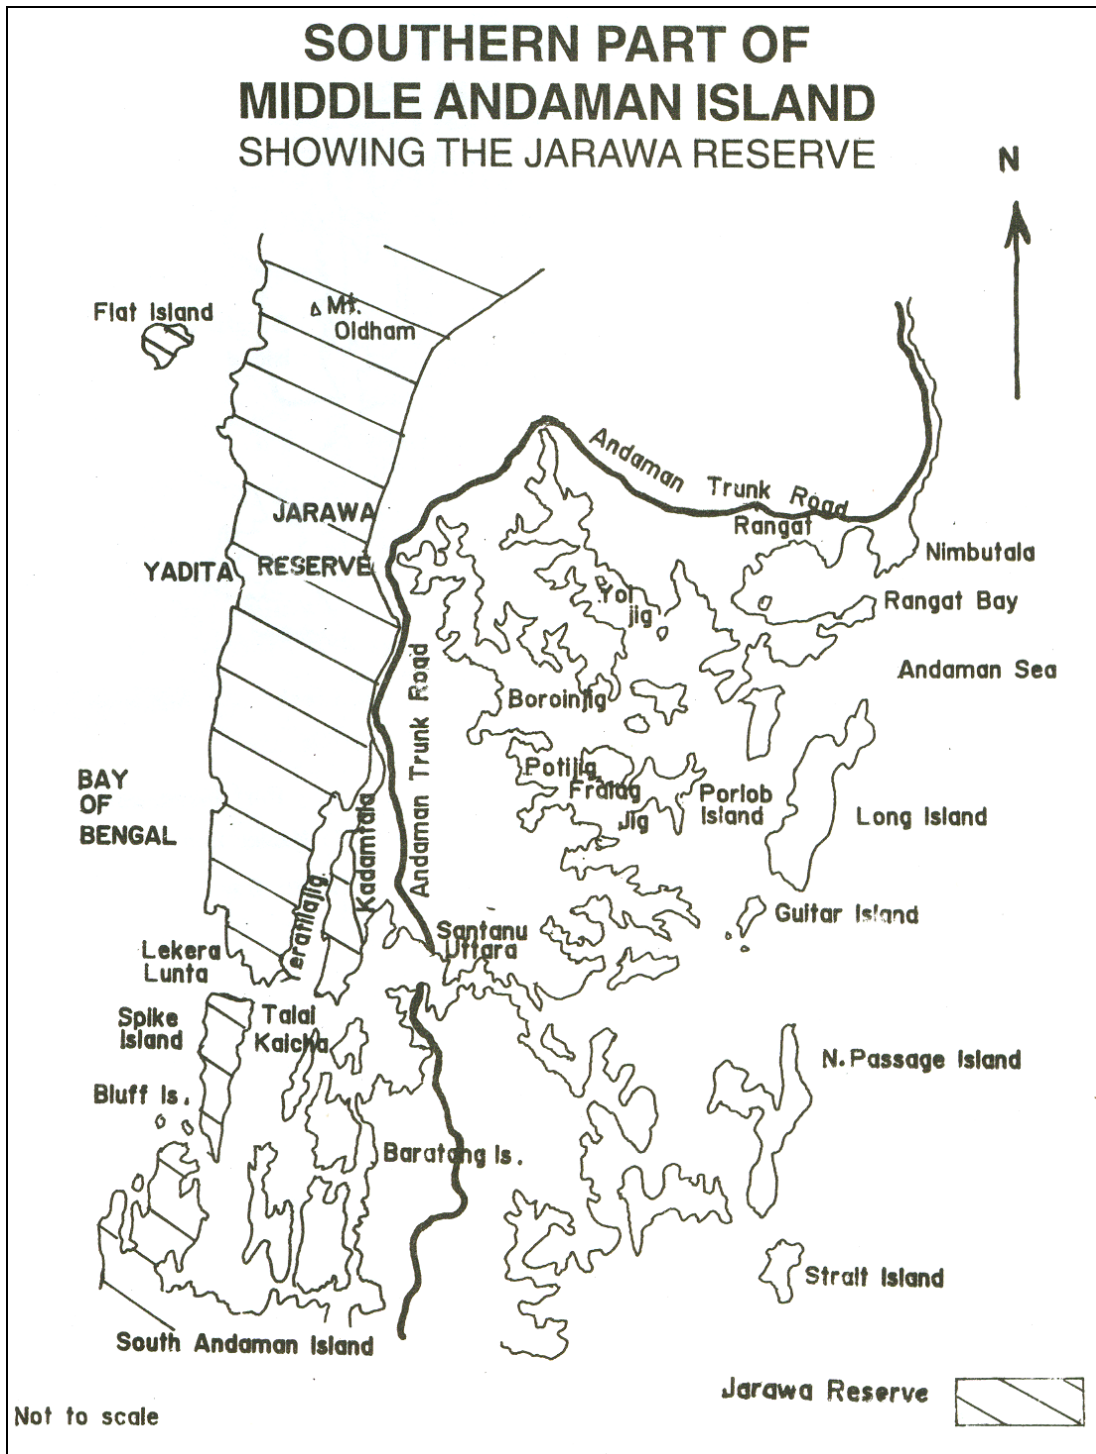 SOUTHERN PART OF
MIDDLE ANDAMAN ISLAND
SHOWING THE JARAWA RESERVE
N
Flat Island
Mt.
Oldham
Andaman Trunk Road
Rangat
JARAWA
RESERVE
YADITA
Nimbutala
Yol
jig
Rangat Bay
Andaman Sea
Andaman Trunk Road
Boroinjig
BAY
OF
BENGAL
Potijig
Fratag
Jig
Porlob
Island
Long Island
Kadamtala
Yeratilajig
Guitar Island
Santanu
Uttara
Lekera
Lunta
Spike
Island
Talai
Kaicha
N. Passage Island
Bluff Is.
Baratang Is.
Strait Island
South Andaman Island
Jarawa Reserve
Not to scale